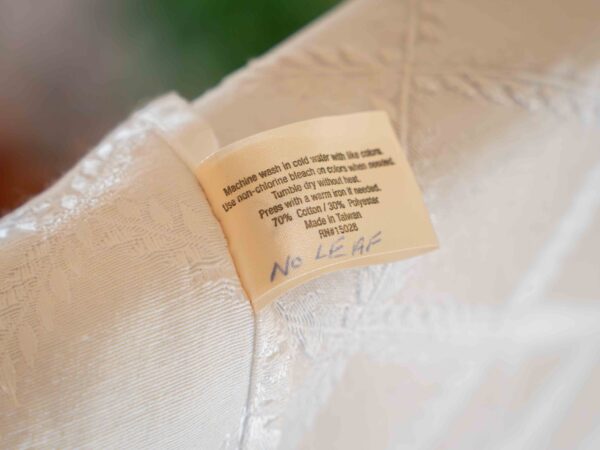 Machine wash in cold water with like colors.
Use non-chlorine bleach on colors when needed.
Tumble dry without heat.
Press with a warm iron if needed.
70% Cotton / 30% Polyester
Made in Taiwan
RN#15028
NO LEAF